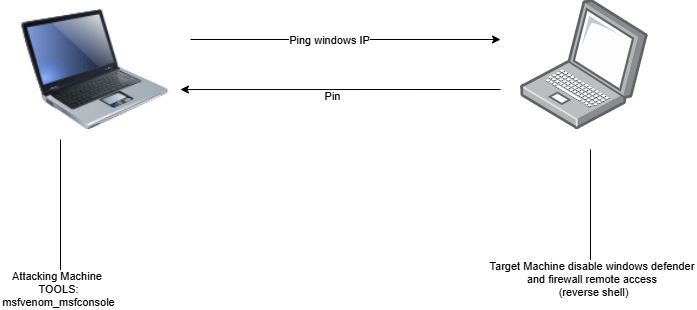 Ping windows IP
Pin
Attacking Machine
TOOLS:
msfvenom_msfconsole
Target Machine disable windows defender
and firewall remote access
(reverse shell)